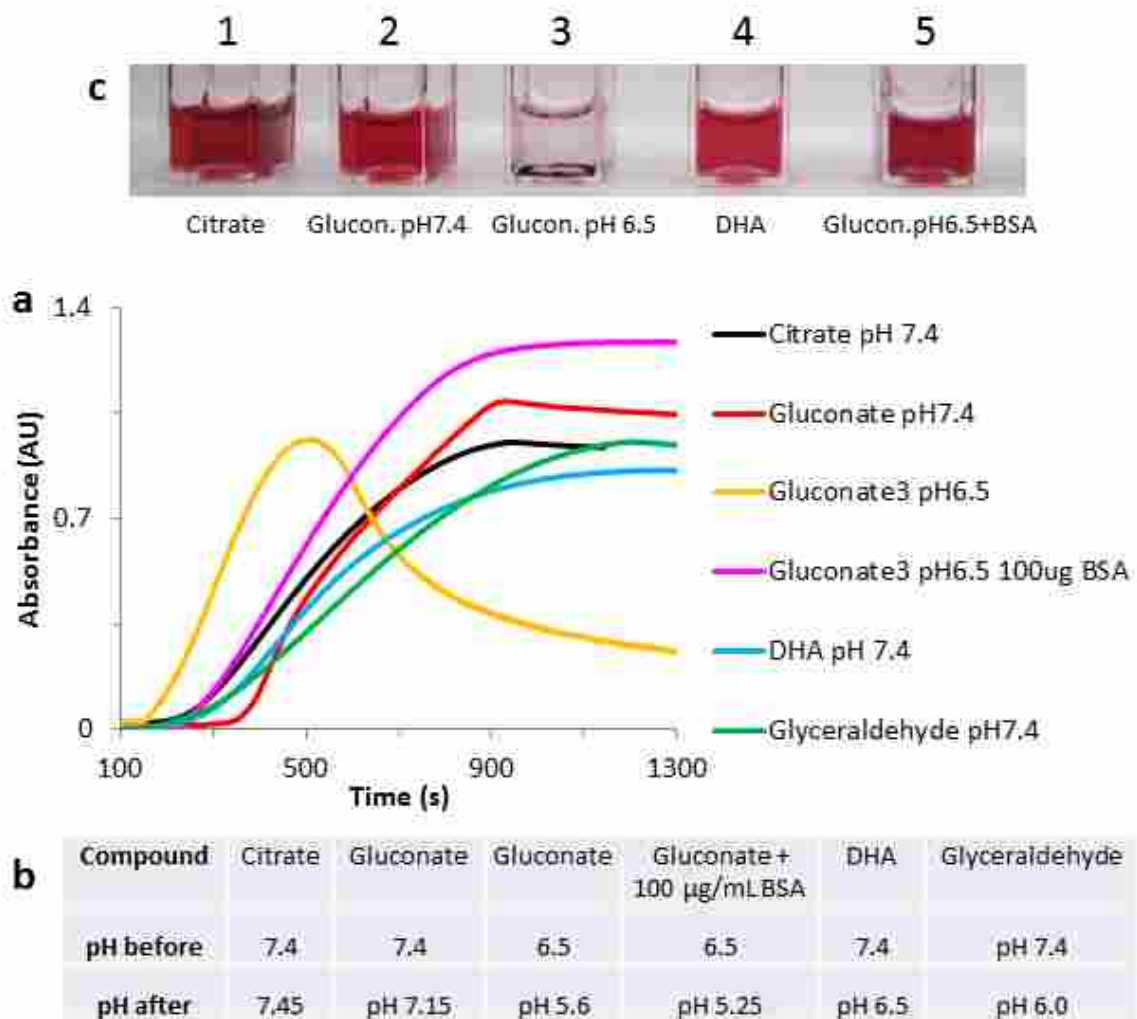 1 2 3 4 5
c
Citrate Glucon. pH7.4 Glucon. pH 6.5 DHA Glucon.pH6.5+BSA
a
1.4
0.7
0
Absorbance (AU)
100 500 900 1300
Time (s)
Citrate pH 7.4
Gluconate pH7.4
Gluconate3 pH6.5
Gluconate3 pH6.5 100ug BSA
DHA pH 7.4
Glyceraldehyde pH7.4
b
Compound Citrate Gluconate Gluconate Gluconate + 100 µg/mLBSA DHA Glyceraldehyde
pH before 7.4 7.4 6.5 6.5 7.4 pH 7.4
pH after 7.45 pH 7.15 pH 5.6 pH 5.25 pH 6.5 pH 6.0